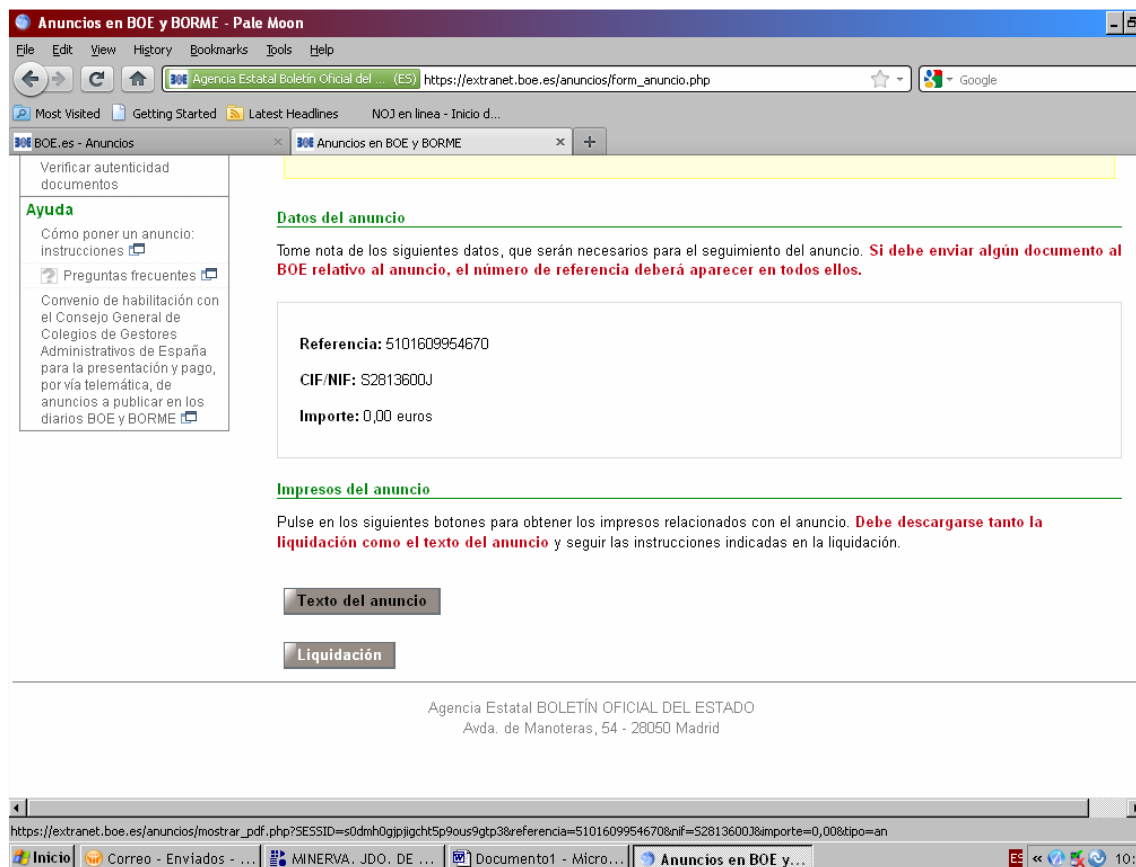 Anuncios en BOE y BORME - Pale Moon
File Edit View History Bookmarks Tools Help
BOE Agencia Estatal Boletín Oficial del ... (ES) https://extranet.boe.es/anuncios/form_anuncio.php Google
Most Visited Getting Started Latest Headlines NOJ en linea - Inicio d...
BOE BOE.es - Anuncios BOE Anuncios en BOE y BORME
Verificar autenticidad
documentos
Ayuda
Cómo poner un anuncio:
instrucciones
Preguntas frecuentes
Convenio de habilitación con
el Consejo General de
Colegios de Gestores
Administrativos de España
para la presentación y pago,
por vía telemática, de
anuncios a publicar en los
diarios BOE y BORME
Datos del anuncio
Tome nota de los siguientes datos, que serán necesarios para el seguimiento del anuncio. Si debe enviar algún documento al
BOE relativo al anuncio, el número de referencia deberá aparecer en todos ellos.
Referencia: 5101609954670
CIF/NIF: S2813600J
Importe: 0,00 euros
Impresos del anuncio
Pulse en los siguientes botones para obtener los impresos relacionados con el anuncio. Debe descargarse tanto la
liquidación como el texto del anuncio y seguir las instrucciones indicadas en la liquidación.
Texto del anuncio
Liquidación
Agencia Estatal BOLETÍN OFICIAL DEL ESTADO
Avda. de Manoteras, 54 - 28050 Madrid
https://extranet.boe.es/anuncios/mostrar_pdf.php?SESSID=s0dmh0gjpjigcht5p9ous9gtp3&referencia=5101609954670&nif=S2813600J&importe=0,00&tipo=an
Inicio Correo - Enviados - ... MINERVA. JDO. DE ... Documento1 - Micro... Anuncios en BOE y... ES « 10: